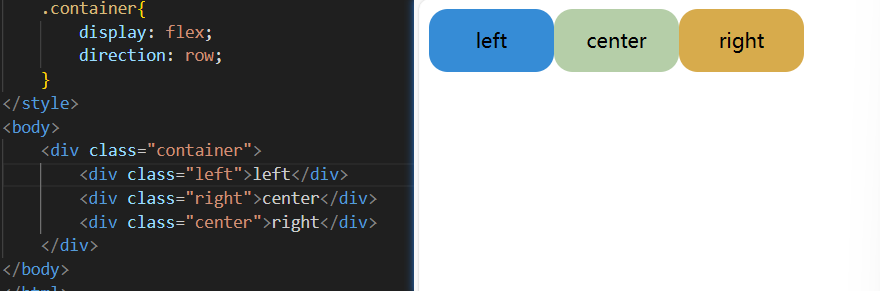 .container{
display: flex;
direction: row;
}
</style>
<body>
<div class="container">
<div class="left">left</div>
<div class="right">center</div>
<div class="center">right</div>
</div>
</body>
</html>
left center right